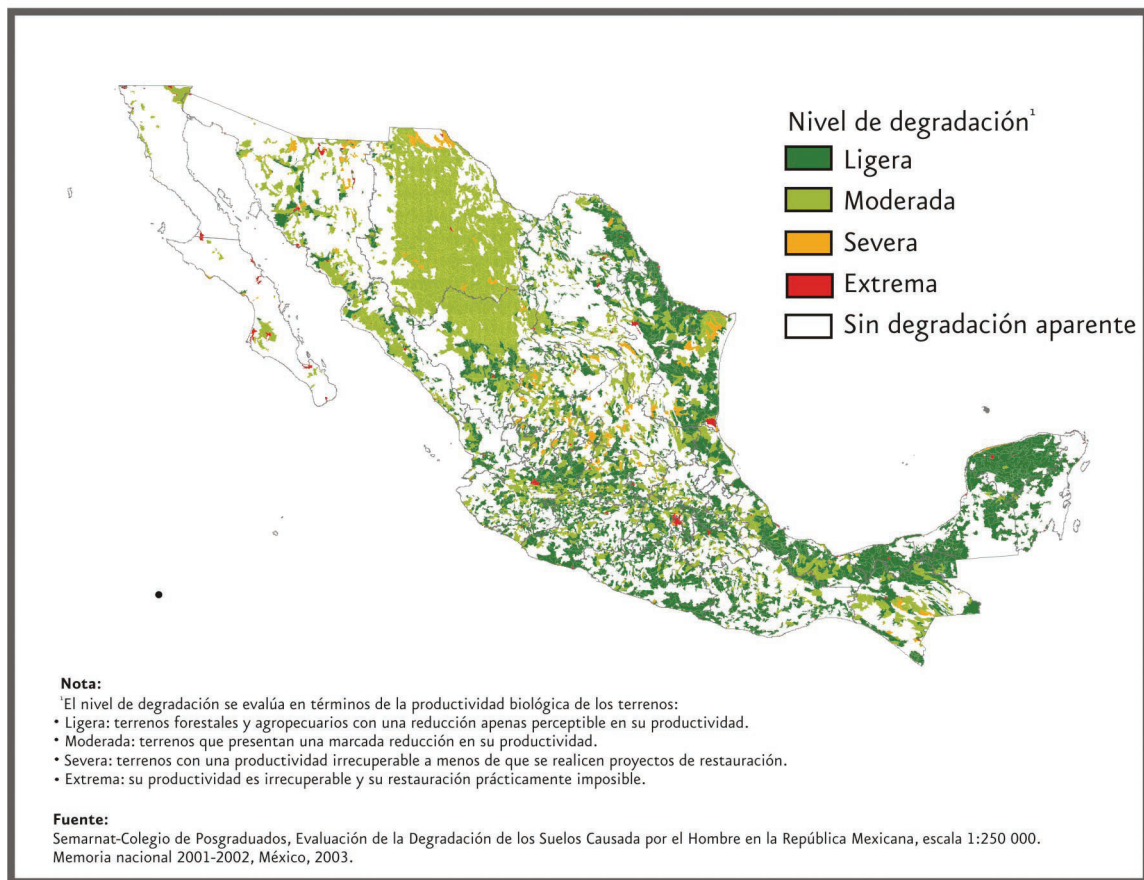 Nivel de degradación¹
Ligera
Moderada
Severa
Extrema
Sin degradación aparente
Nota:
¹El nivel de degradación se evalúa en términos de la productividad biológica de los terrenos:
• Ligera: terrenos forestales y agropecuarios con una reducción apenas perceptible en su productividad.
• Moderada: terrenos que presentan una marcada reducción en su productividad.
• Severa: terrenos con una productividad irrecuperable a menos de que se realicen proyectos de restauración.
• Extrema: su productividad es irrecuperable y su restauración prácticamente imposible.
Fuente:
Semarnat-Colegio de Posgraduados, Evaluación de la Degradación de los Suelos Causada por el Hombre en la República Mexicana, escala 1:250 000.
Memoria nacional 2001-2002, México, 2003.